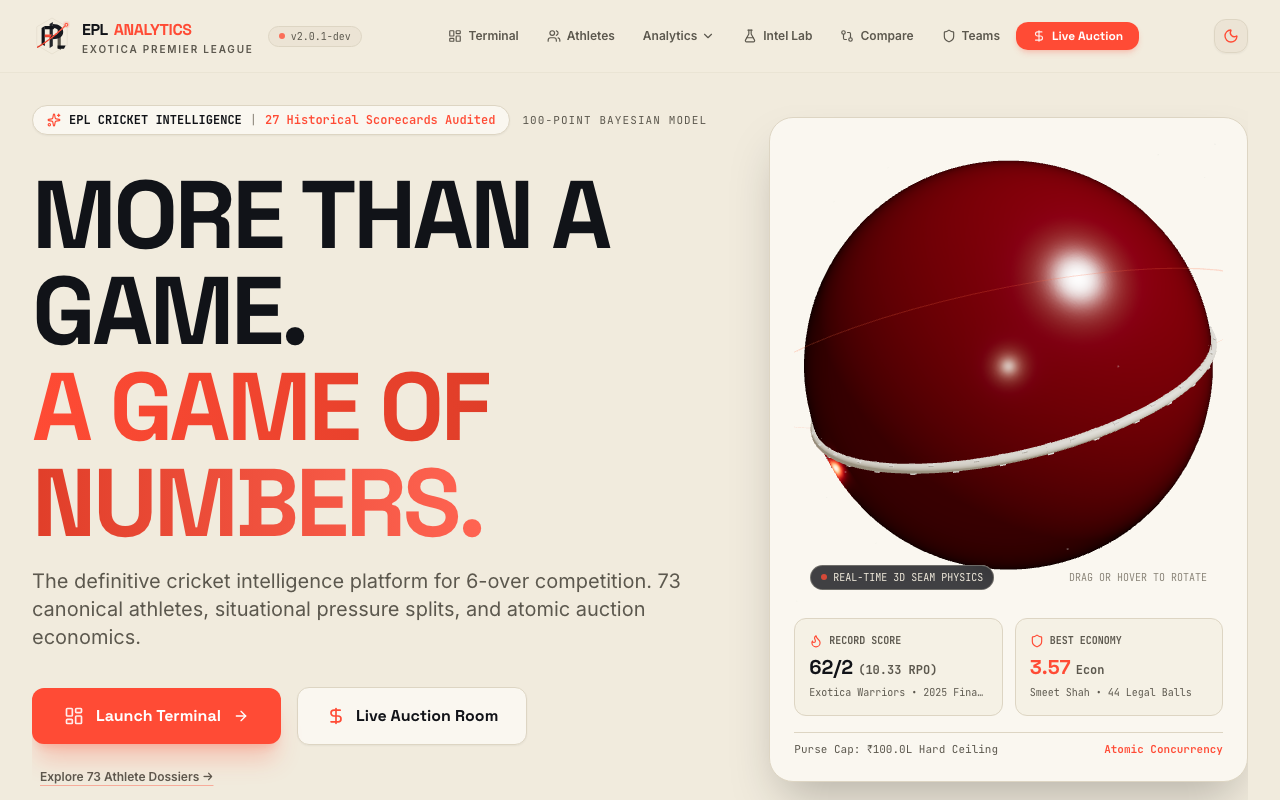 EPL ANALYTICS
EXOTICA PREMIER LEAGUE
v2.0.1-dev
Terminal
Athletes
Analytics
Intel Lab
Compare
Teams
Live Auction
EPL CRICKET INTELLIGENCE | 27 Historical Scorecards Audited
100-POINT BAYESIAN MODEL
MORE THAN A
GAME.
A GAME OF
NUMBERS.
The definitive cricket intelligence platform for 6-over competition. 73
canonical athletes, situational pressure splits, and atomic auction
economics.
Launch Terminal →
Live Auction Room
Explore 73 Athlete Dossiers →
REAL-TIME 3D SEAM PHYSICS
DRAG OR HOVER TO ROTATE
RECORD SCORE
62/2 (10.33 RPO)
Exotica Warriors • 2025 Fina…
BEST ECONOMY
3.57 Econ
Smeet Shah • 44 Legal Balls
Purse Cap: ₹100.0L Hard Ceiling
Atomic Concurrency